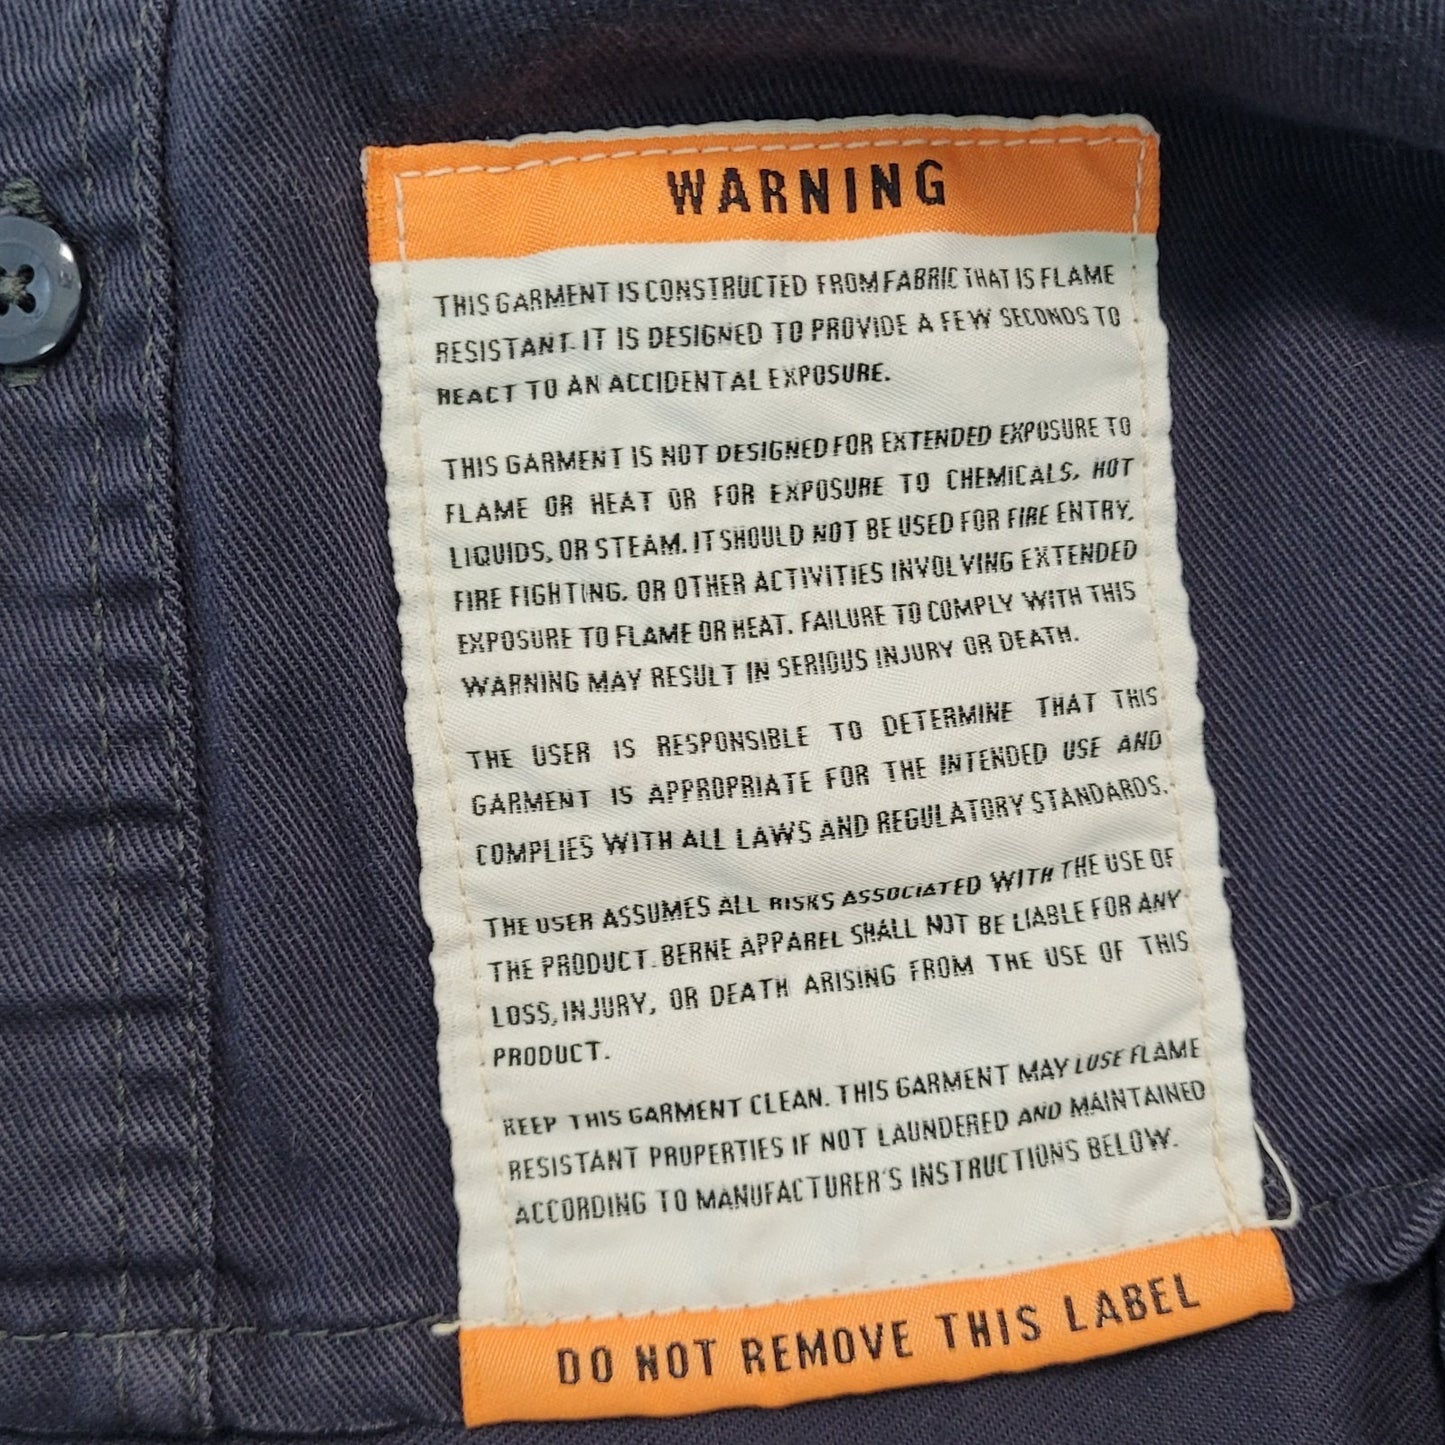 WARNING
THIS GARMENT IS CONSTRUCTED FROM FABRIC THAT IS FLAME
RESISTANT. IT IS DESIGNED TO PROVIDE A FEW SECONDS TO
REACT TO AN ACCIDENTAL EXPOSURE.
THIS GARMENT IS NOT DESIGNED FOR EXTENDED EXPOSURE TO
FLAME OR HEAT OR FOR EXPOSURE TO CHEMICALS, HOT
LIQUIDS, OR STEAM. IT SHOULD NOT BE USED FOR FIRE ENTRY,
FIRE FIGHTING, OR OTHER ACTIVITIES INVOLVING EXTENDED
EXPOSURE TO FLAME OR HEAT. FAILURE TO COMPLY WITH THIS
WARNING MAY RESULT IN SERIOUS INJURY OR DEATH.
THE USER IS RESPONSIBLE TO DETERMINE THAT THIS
GARMENT IS APPROPRIATE FOR THE INTENDED USE AND
COMPLIES WITH ALL LAWS AND REGULATORY STANDARDS.
THE USER ASSUMES ALL RISKS ASSOCIATED WITH THE USE OF
THE PRODUCT. BERNE APPAREL SHALL NOT BE LIABLE FOR ANY
LOSS, INJURY, OR DEATH ARISING FROM THE USE OF THIS
PRODUCT.
KEEP THIS GARMENT CLEAN. THIS GARMENT MAY LOSE FLAME
RESISTANT PROPERTIES IF NOT LAUNDERED AND MAINTAINED
ACCORDING TO MANUFACTURER'S INSTRUCTIONS BELOW.
DO NOT REMOVE THIS LABEL